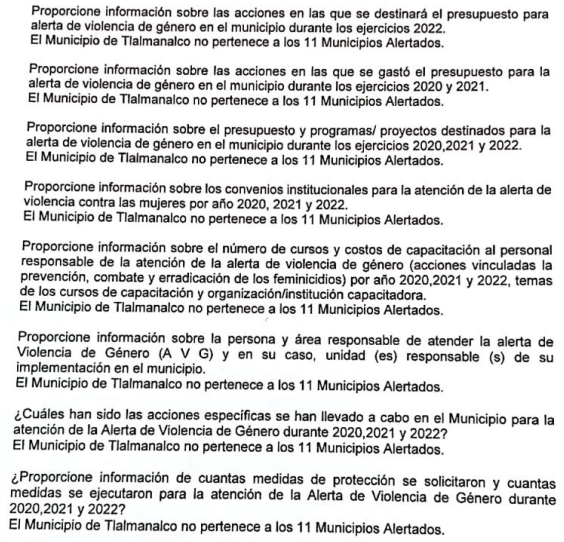 Proporcione información sobre las acciones en las que se destinará el presupuesto para
alerta de violencia de género en el municipio durante los ejercicios 2022.
El Municipio de Tlalmanalco no pertenece a los 11 Municipios Alertados.
Proporcione información sobre las acciones en las que se gastó el presupuesto para la
alerta de violencia de género en el municipio durante los ejercicios 2020 y 2021.
El Municipio de Tlalmanalco no pertenece a los 11 Municipios Alertados.
Proporcione información sobre el presupuesto y programas/ proyectos destinados para la
alerta de violencia de género en el municipio durante los ejercicios 2020,2021 y 2022.
El Municipio de Tlalmanalco no pertenece a los 11 Municipios Alertados.
Proporcione información sobre los convenios institucionales para la atención de la alerta de
violencia contra las mujeres por año 2020, 2021 y 2022.
El Municipio de Tlalmanalco no pertenece a los 11 Municipios Alertados.
Proporcione información sobre el número de cursos y costos de capacitación al personal
responsable de la atención de la alerta de violencia de género (acciones vinculadas la
prevención, combate y erradicación de los feminicidios) por año 2020,2021 y 2022, temas
de los cursos de capacitación y organización/institución capacitadora.
El Municipio de Tlalmanalco no pertenece a los 11 Municipios Alertados.
Proporcione información sobre la persona y área responsable de atender la alerta de
Violencia de Género (A V G) y en su caso, unidad (es) responsable (s) de su
implementación en el municipio.
El Municipio de Tlalmanalco no pertenece a los 11 Municipios Alertados.
¿Cuáles han sido las acciones específicas se han llevado a cabo en el Municipio para la
atención de la Alerta de Violencia de Género durante 2020,2021 y 2022?
El Municipio de Tlalmanalco no pertenece a los 11 Municipios Alertados.
¿Proporcione información de cuantas medidas de protección se solicitaron y cuantas
medidas se ejecutaron para la atención de la Alerta de Violencia de Género durante
2020,2021 y 2022?
El Municipio de Tlalmanalco no pertenece a los 11 Municipios Alertados.